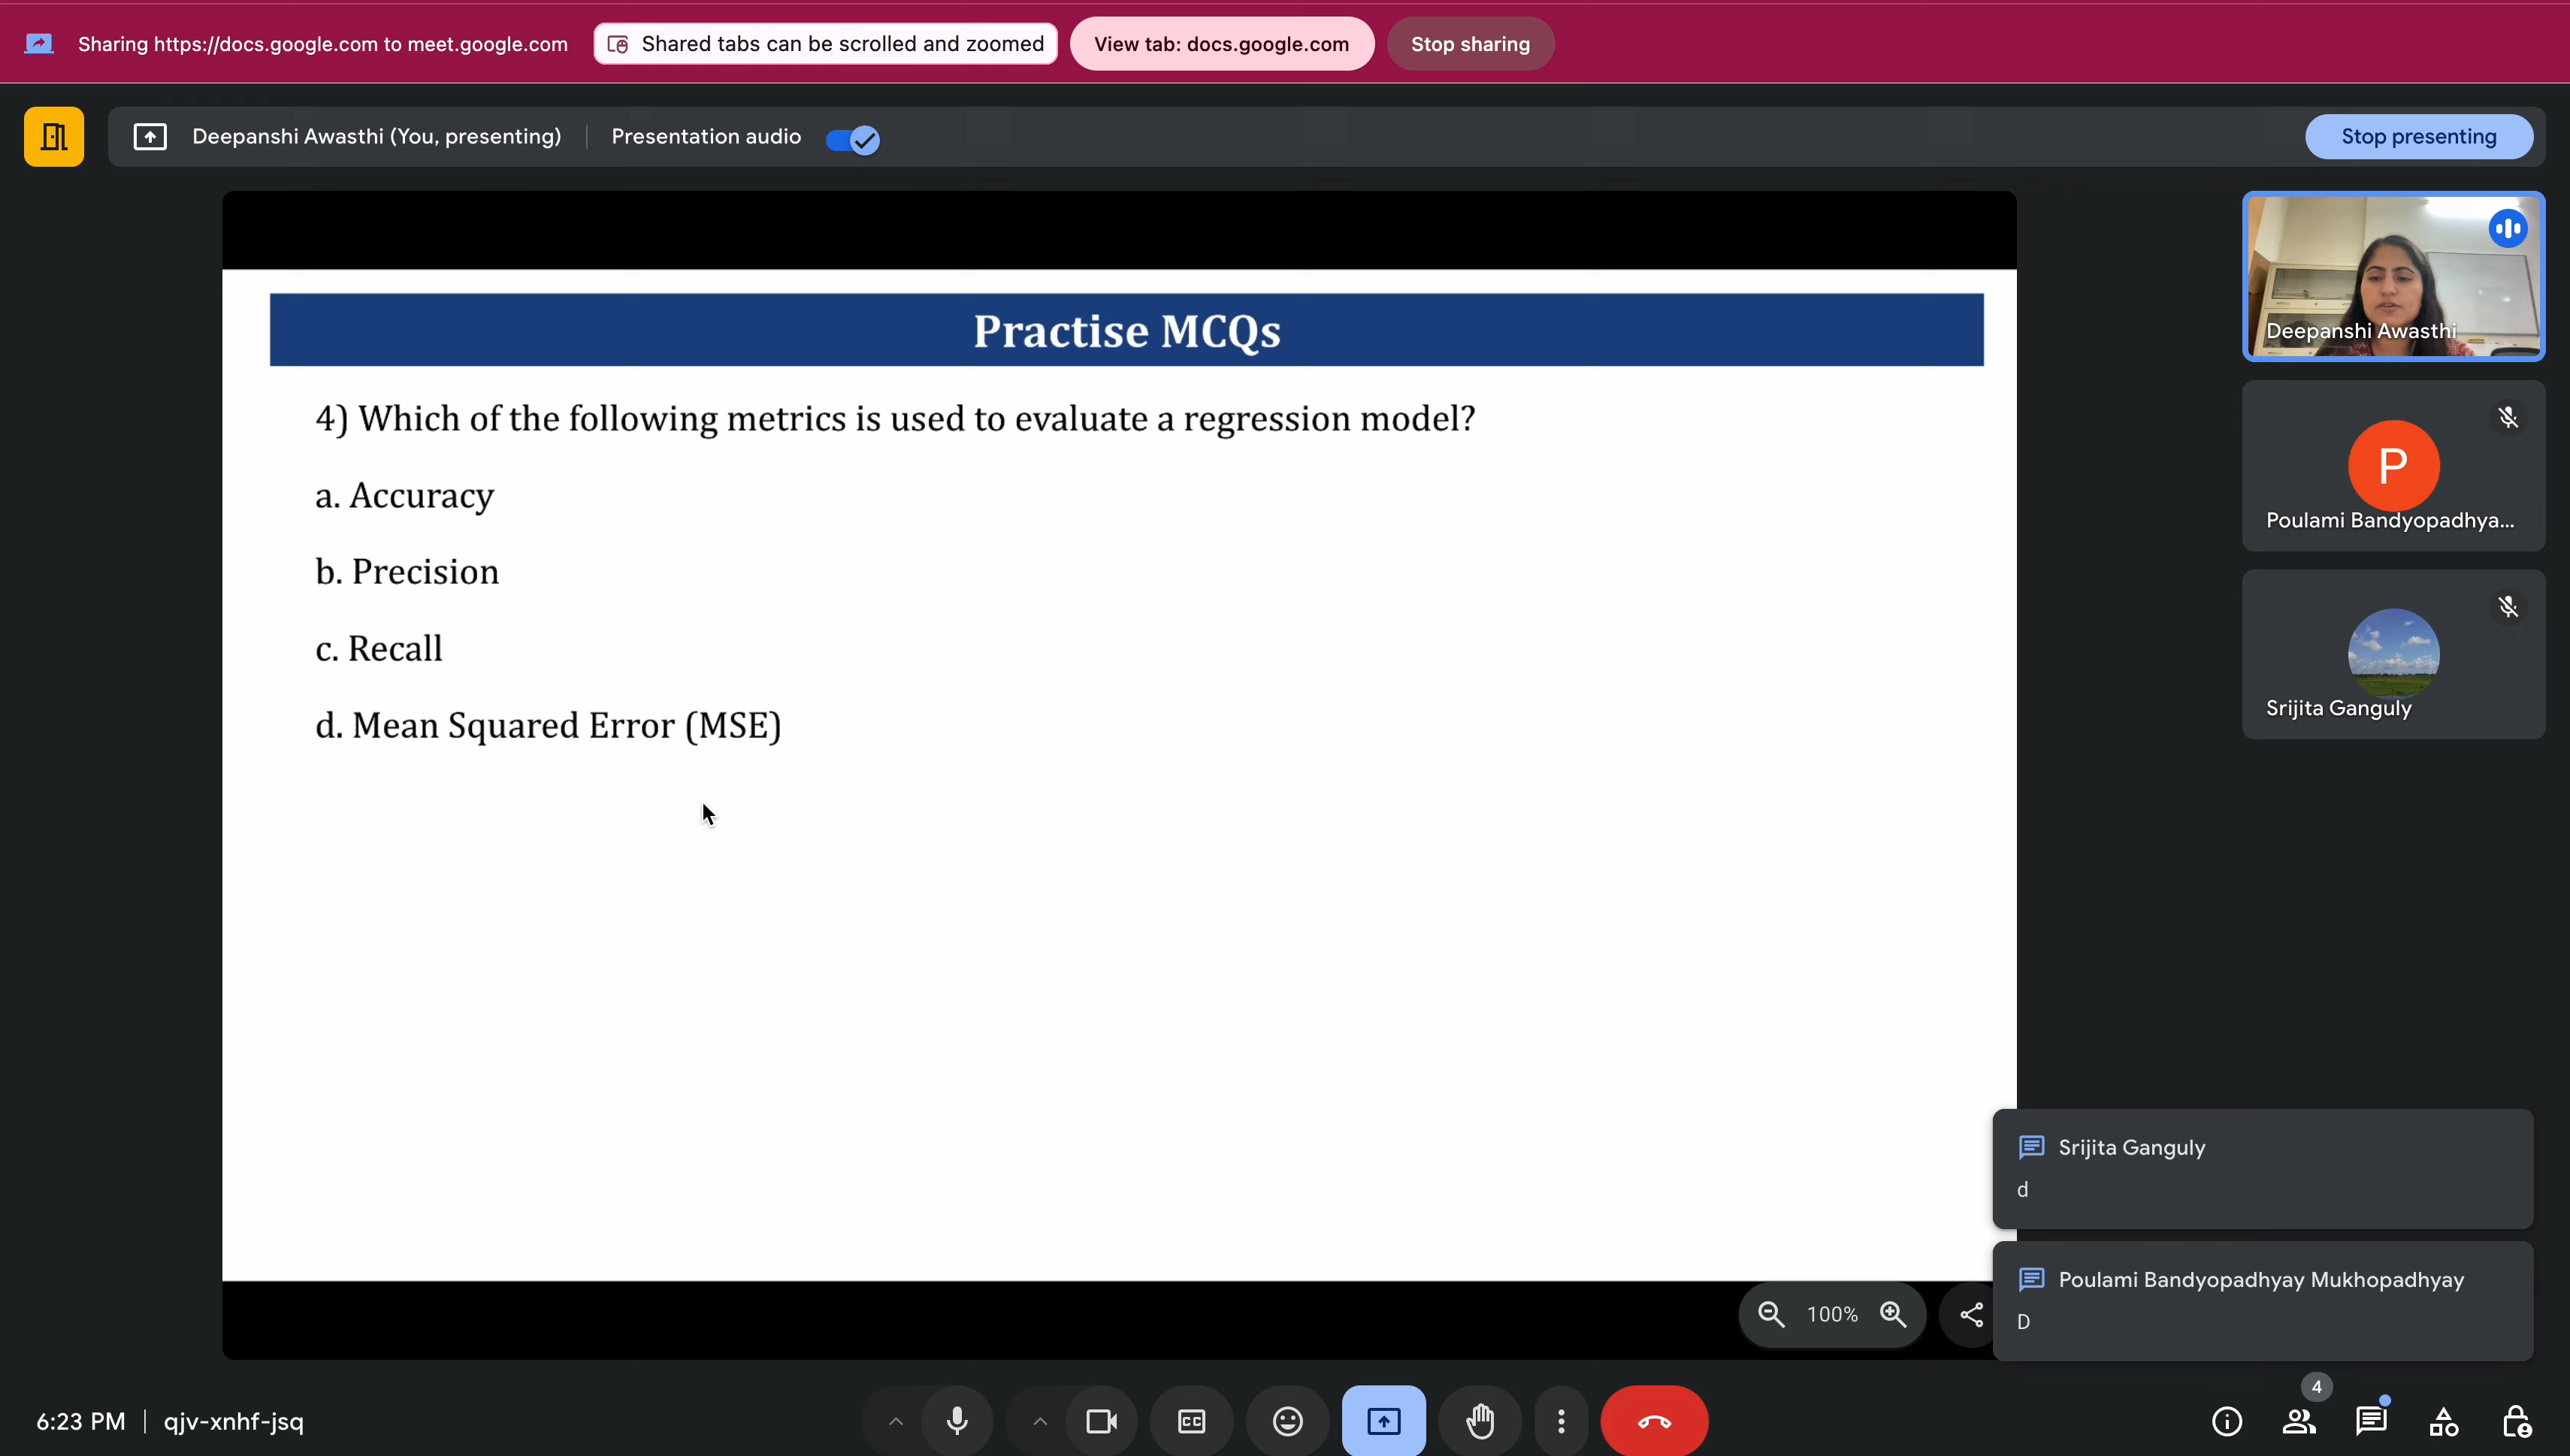 Sharing https://docs.google.com to meet.google.com
Shared tabs can be scrolled and zoomed
View tab: docs.google.com
Stop sharing
Deepanshi Awasthi (You, presenting)
Presentation audio
Stop presenting
Practise MCQs
4) Which of the following metrics is used to evaluate a regression model?
a. Accuracy
b. Precision
c. Recall
d. Mean Squared Error (MSE)
Deepanshi Awasthi
P
Poulami Bandyopadhya...
Srijita Ganguly
Srijita Ganguly
d
Poulami Bandyopadhyay Mukhopadhyay
D
100%
6:23 PM
qjv-xnhf-jsq
CC
4